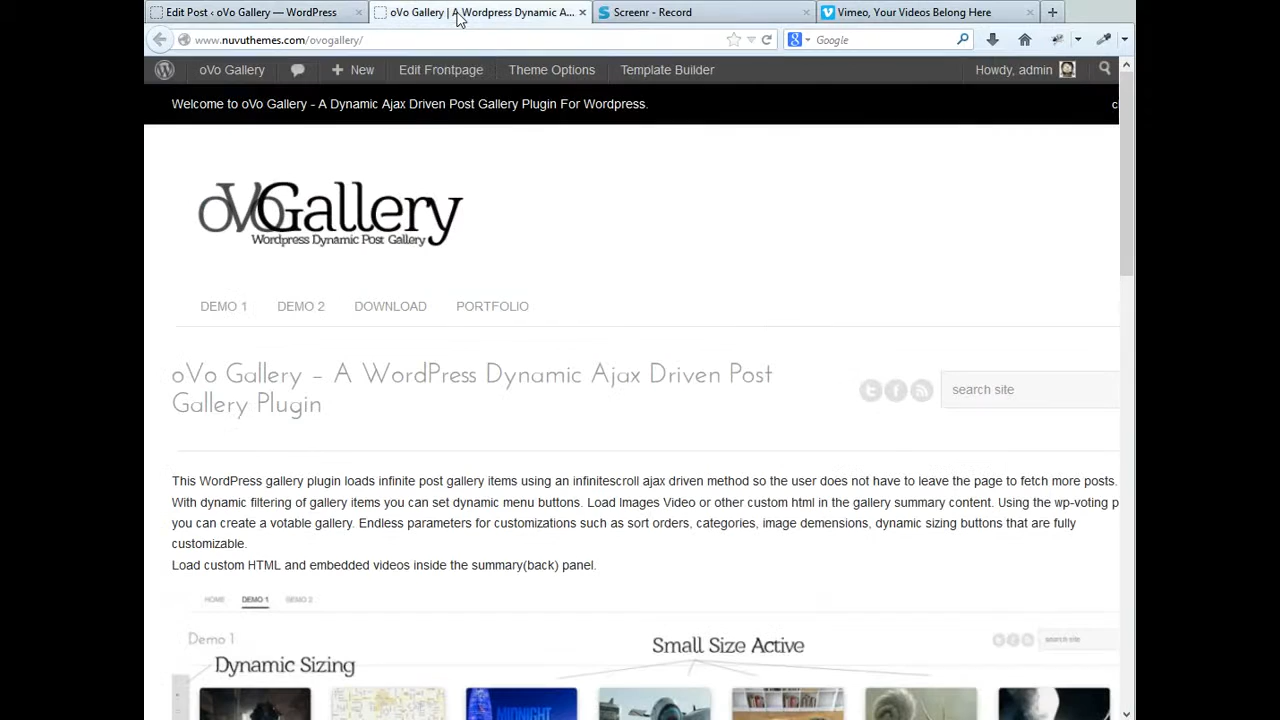 Edit Post ‹ oVo Gallery — WordPress
oVo Gallery | A Wordpress Dynamic A...
Screenr - Record
Vimeo, Your Videos Belong Here
www.nuvuthemes.com/ovogallery/
Google
oVo Gallery
New
Edit Frontpage
Theme Options
Template Builder
Howdy, admin
Welcome to oVo Gallery - A Dynamic Ajax Driven Post Gallery Plugin For Wordpress.
oVoGallery
Wordpress Dynamic Post Gallery
DEMO 1 DEMO 2 DOWNLOAD PORTFOLIO
oVo Gallery – A WordPress Dynamic Ajax Driven Post
Gallery Plugin
search site
This WordPress gallery plugin loads infinite post gallery items using an infinitescroll ajax driven method so the user does not have to leave the page to fetch more posts.
With dynamic filtering of gallery items you can set dynamic menu buttons. Load Images Video or other custom html in the gallery summary content. Using the wp-voting p
you can create a votable gallery. Endless parameters for customizations such as sort orders, categories, image demensions, dynamic sizing buttons that are fully
customizable.
Load custom HTML and embedded videos inside the summary(back) panel.
HOME DEMO 1 DEMO 2
Demo 1
search site
Small Size Active
Dynamic Sizing
MIDNIGHT